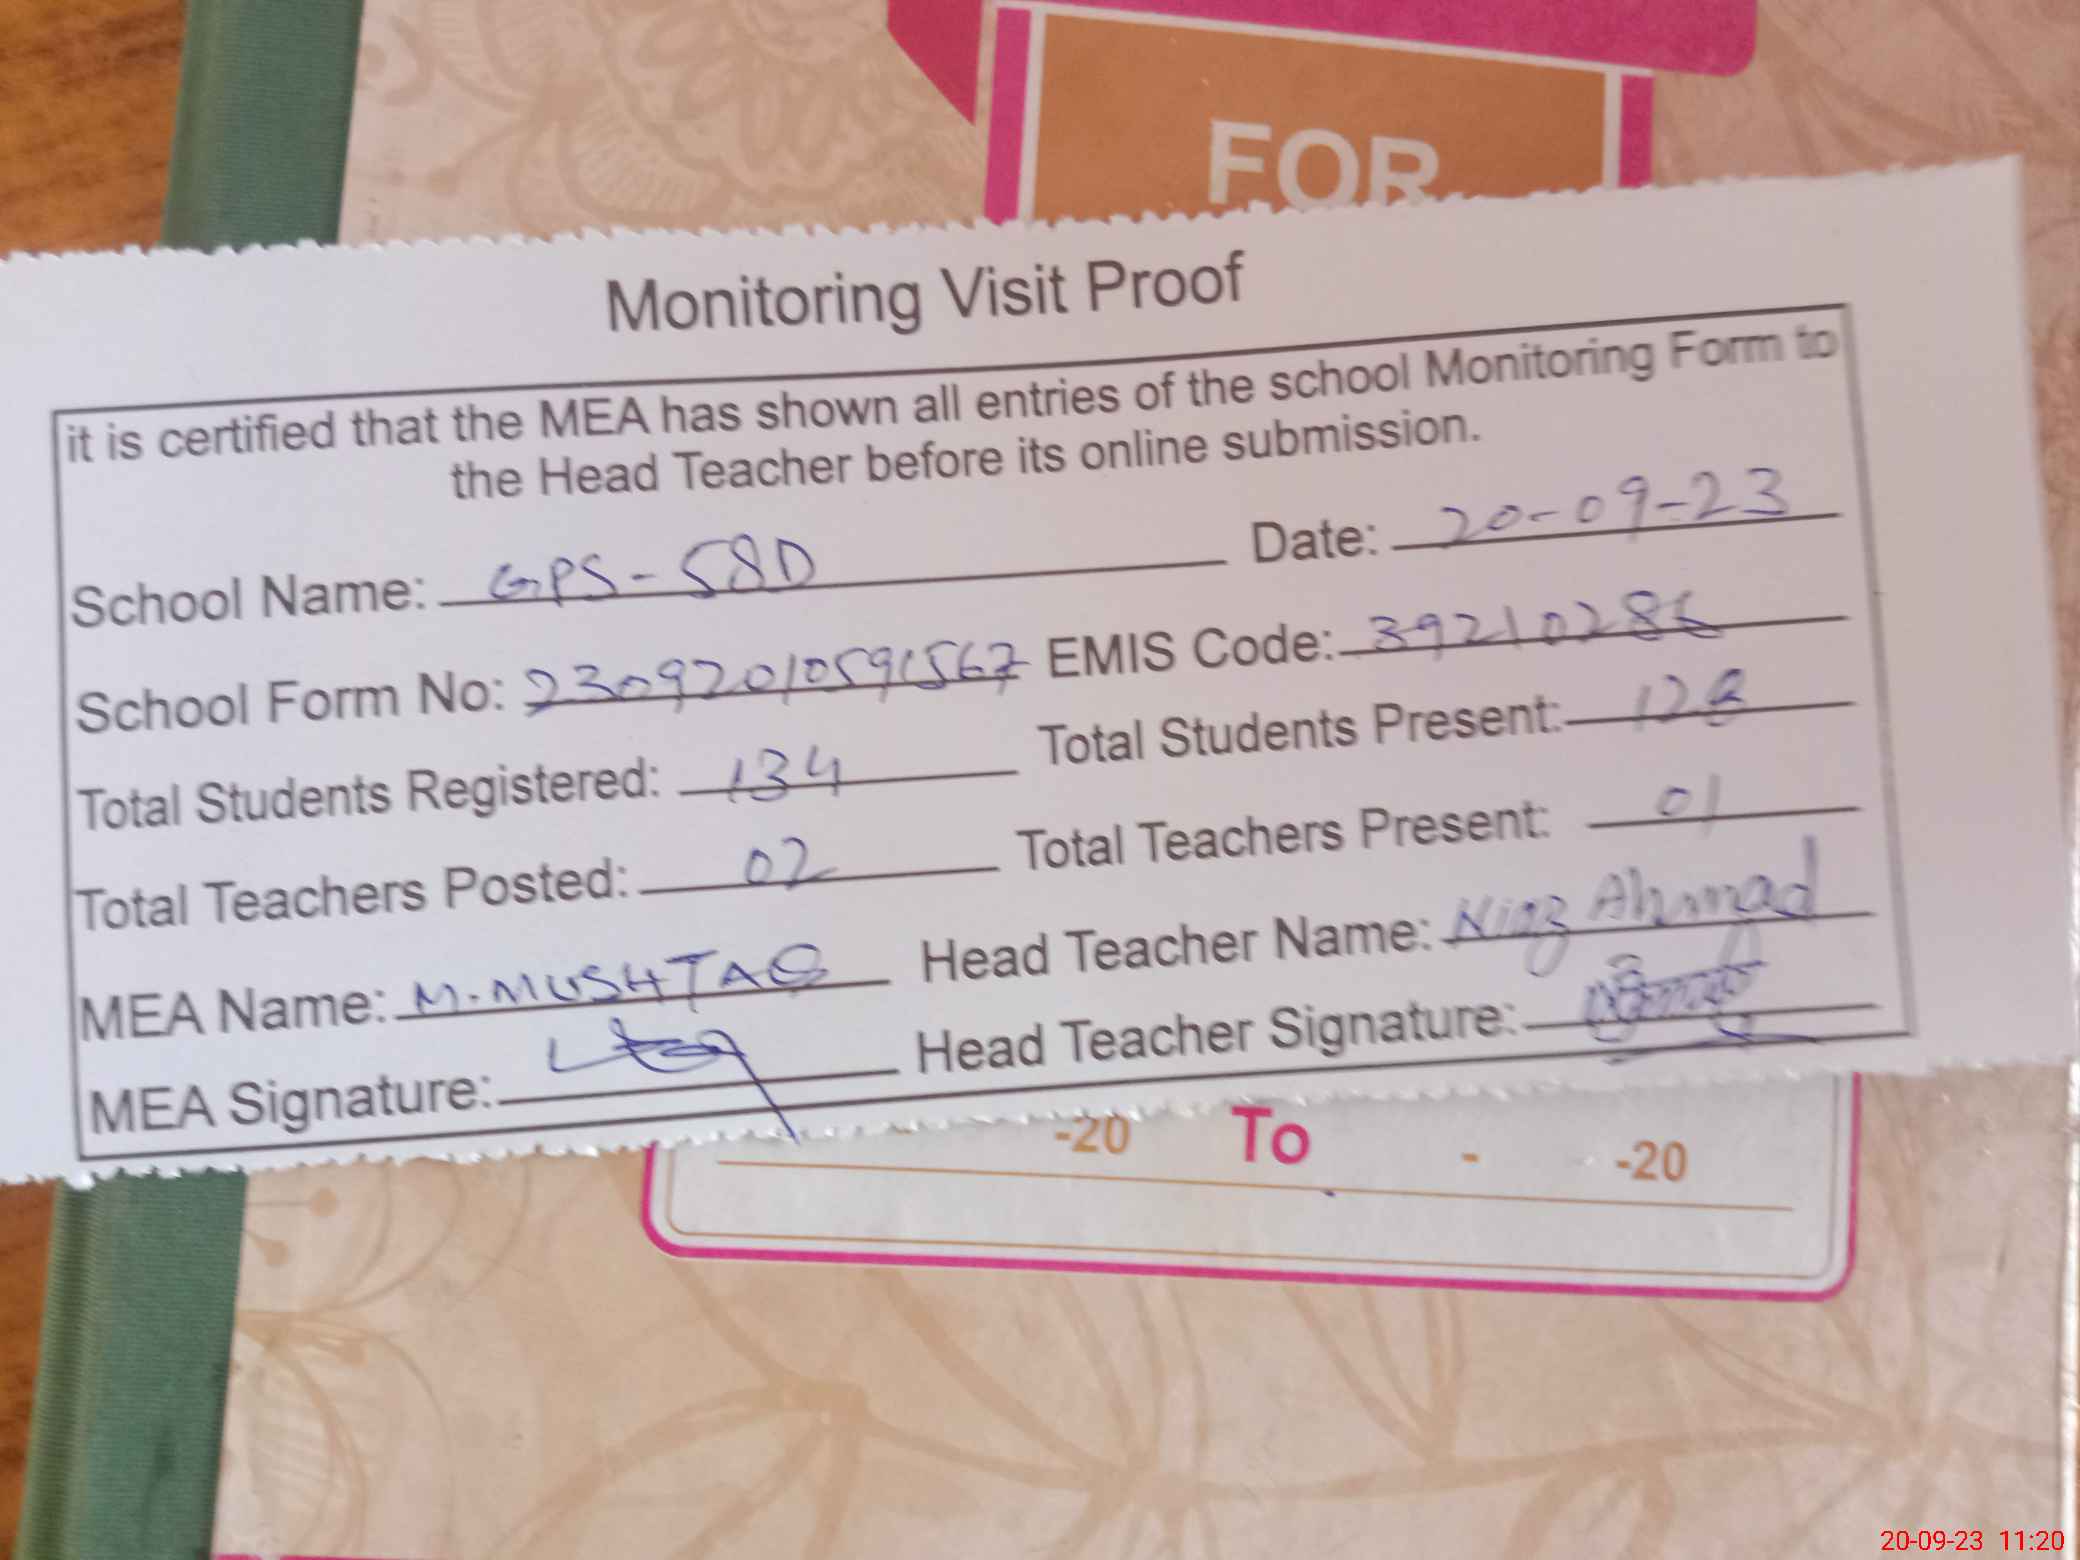 FOR
Monitoring Visit Proof
it is certified that the MEA has shown all entries of the school Monitoring Form to
the Head Teacher before its online submission.
School Name: GPS-58D Date: 20-09-23
School Form No: 23092010591567 EMIS Code: 39210286
Total Students Registered: 134 Total Students Present: 128
Total Teachers Posted: 02 Total Teachers Present: 01
MEA Name: M.MUSHTAQ Head Teacher Name: Niaz Ahmad
MEA Signature: Head Teacher Signature:
-20 To - -20
20-09-23 11:20